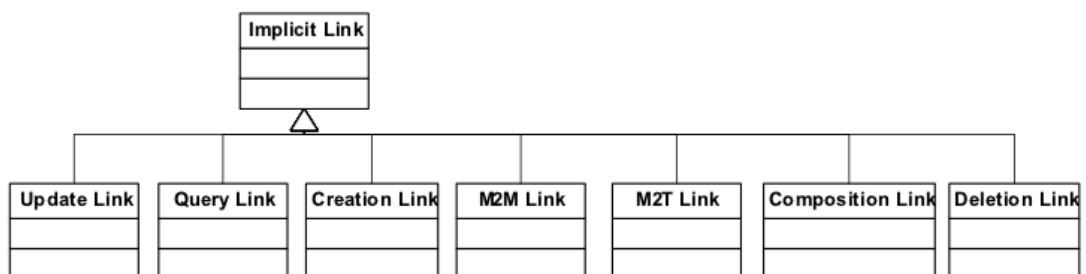 Implicit Link
Update Link
Query Link
Creation Link
M2M Link
M2T Link
Composition Link
Deletion Link